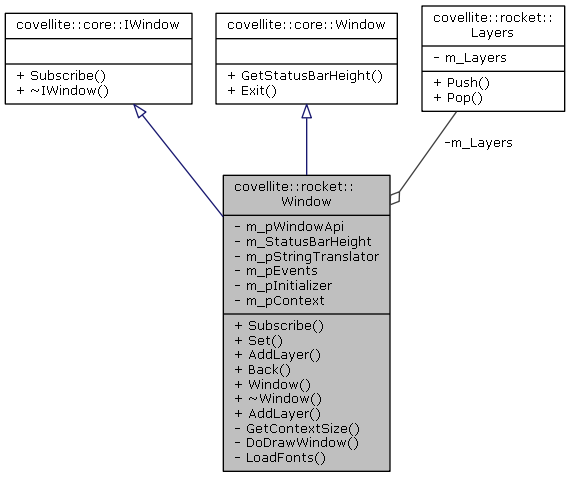 covellite::core::IWindow
+ Subscribe()
+ ~IWindow()
covellite::core::Window
+ GetStatusBarHeight()
+ Exit()
covellite::rocket::
Layers
- m_Layers
+ Push()
+ Pop()
-m_Layers
covellite::rocket::
Window
- m_pWindowApi
- m_StatusBarHeight
- m_pStringTranslator
- m_pEvents
- m_pInitializer
- m_pContext
+ Subscribe()
+ Set()
+ AddLayer()
+ Back()
+ Window()
+ ~Window()
+ AddLayer()
- GetContextSize()
- DoDrawWindow()
- LoadFonts()